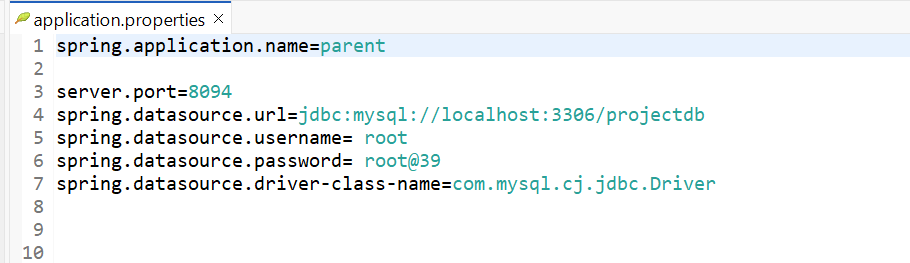 application.properties
1 spring.application.name=parent
2
3 server.port=8094
4 spring.datasource.url=jdbc:mysql://localhost:3306/projectdb
5 spring.datasource.username= root
6 spring.datasource.password= root@39
7 spring.datasource.driver-class-name=com.mysql.cj.jdbc.Driver
8
9
10